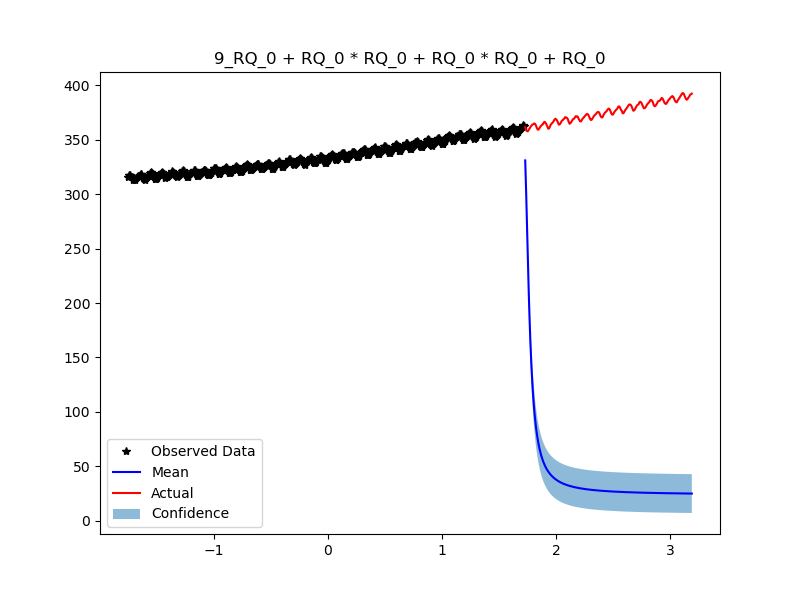 9_RQ_0 + RQ_0 * RQ_0 + RQ_0 * RQ_0 + RQ_0
400
350
300
250
200
150
100
50
0
Observed Data
Mean
Actual
Confidence
−1
0
1
2
3